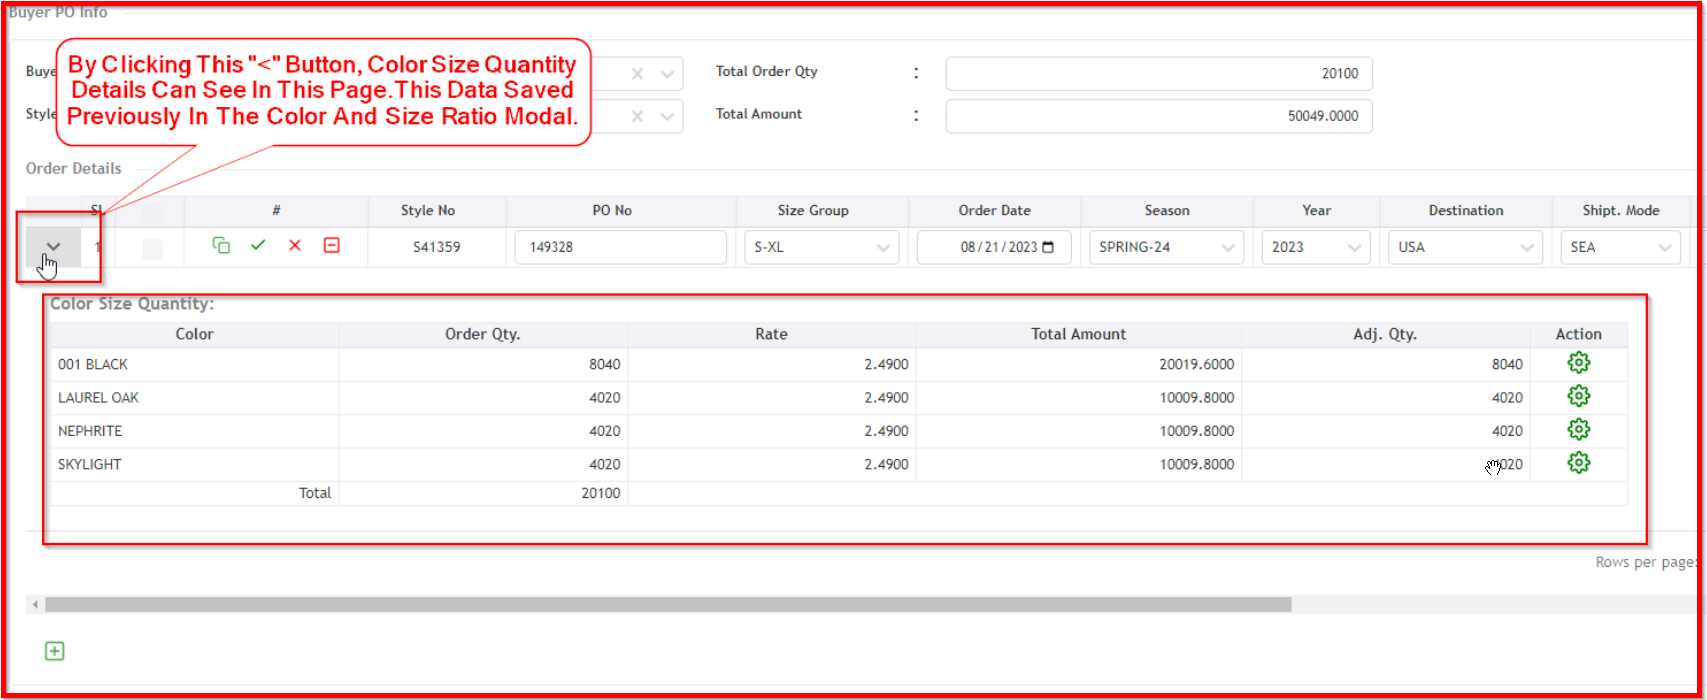 Buyer PO Info
By Clicking This "<" Button, Color Size Quantity
Details Can See In This Page.This Data Saved
Previously In The Color And Size Ratio Modal.
Total Order Qty : 20100
Total Amount : 50049.0000
Order Details
# Style No PO No Size Group Order Date Season Year Destination Shipt. Mode
1 S41359 149328 S-XL 08/21/2023 SPRING-24 2023 USA SEA
Color Size Quantity:
Color Order Qty. Rate Total Amount Adj. Qty. Action
001 BLACK 8040 2.4900 20019.6000 8040
LAUREL OAK 4020 2.4900 10009.8000 4020
NEPHRITE 4020 2.4900 10009.8000 4020
SKYLIGHT 4020 2.4900 10009.8000
Total 20100
Rows per page: